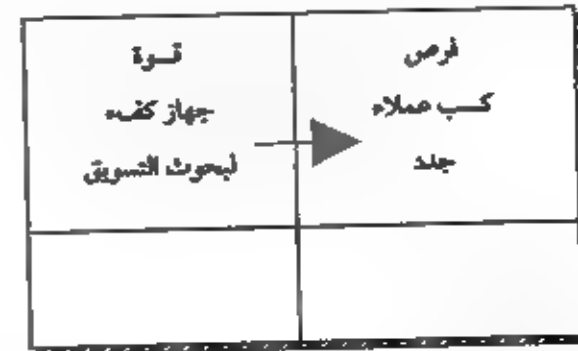 فرص
كسب عملاء
جدد
قوة
جهاز كفء
لبحوث التسويق